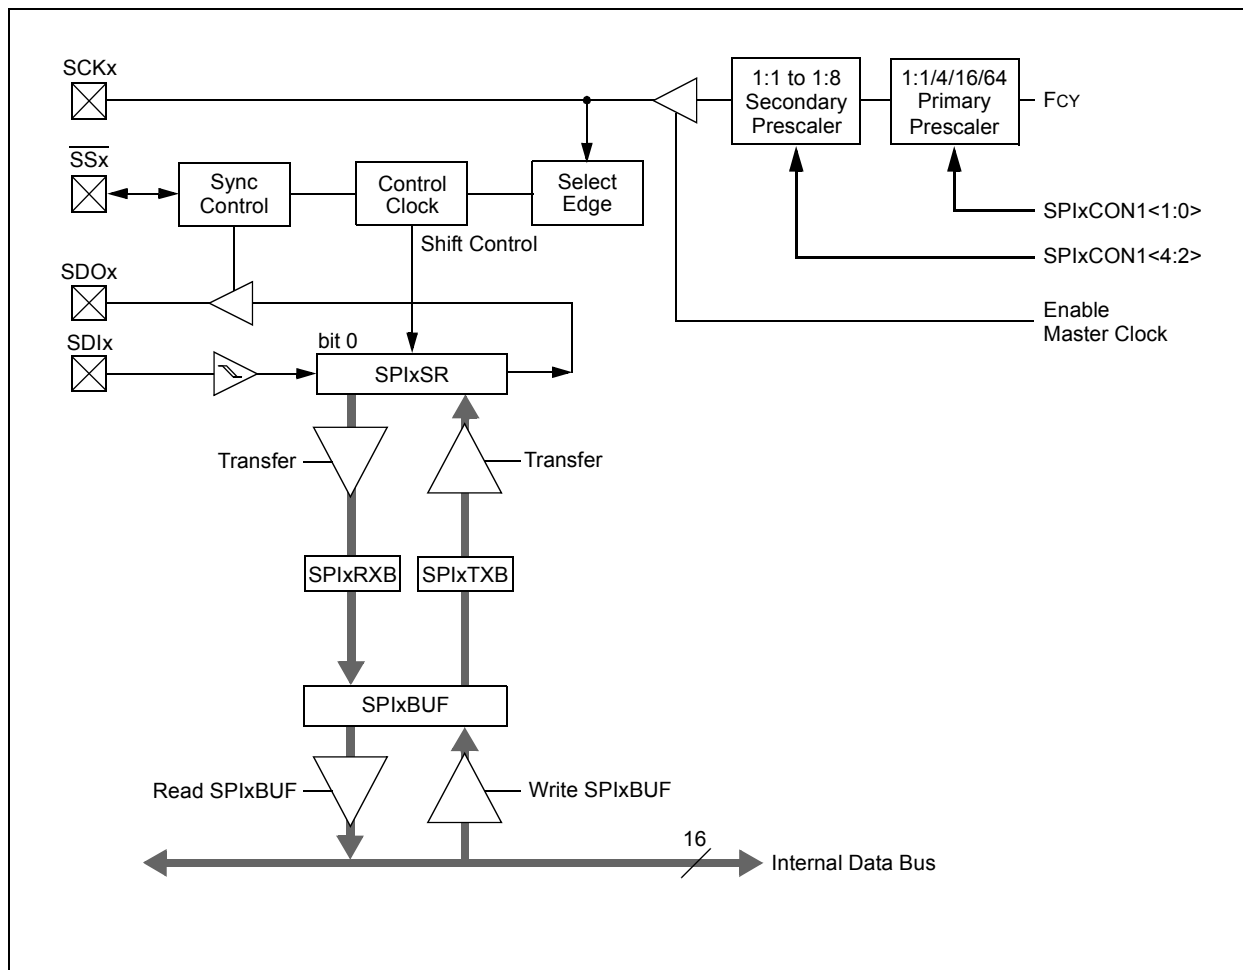 SCKx
1:1 to 1:8
Secondary
Prescaler
1:1/4/16/64
Primary
Prescaler
FCY
SSx
Sync
Control
Control
Clock
Select
Edge
SPIxCON1<1:0>
Shift Control
SPIxCON1<4:2>
SDOx
Enable
Master Clock
SDIx
bit 0
SPIxSR
Transfer
Transfer
SPIxRXB
SPIxTXB
SPIxBUF
Read SPIxBUF
Write SPIxBUF
16
Internal Data Bus